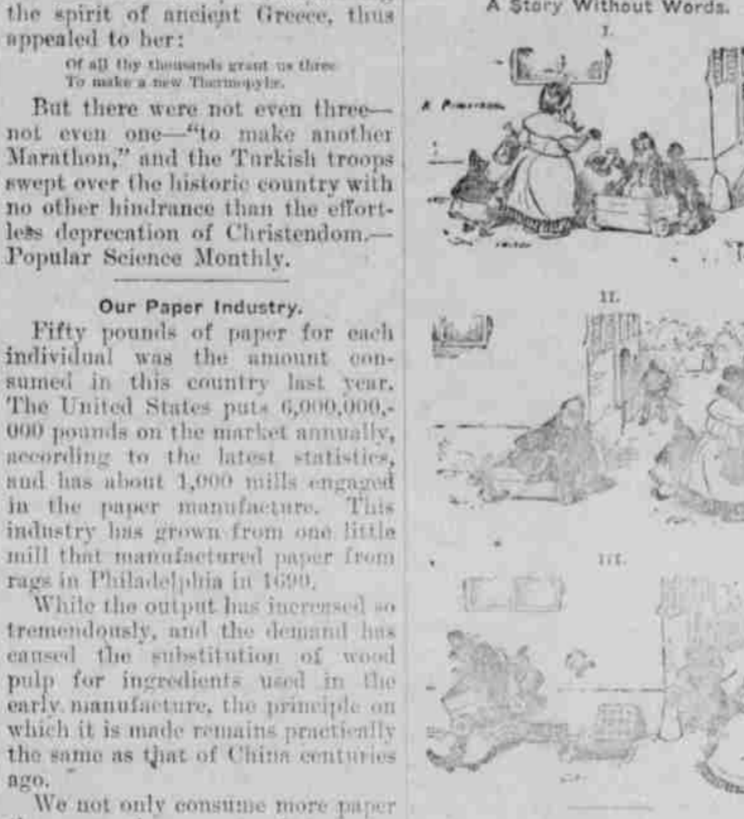 the spirit of ancient Greece, thus
appealed to her:
Of all thy thousands grant us three
To make a new Thermopylæ.
But there were not even three—
not even one—"to make another
Marathon," and the Turkish troops
swept over the historic country with
no other hindrance than the effort-
less deprecation of Christendom.—
Popular Science Monthly.
Our Paper Industry.
Fifty pounds of paper for each
individual was the amount con-
sumed in this country last year.
The United States puts 6,000,000,-
000 pounds on the market annually,
according to the latest statistics,
and has about 1,000 mills engaged
in the paper manufacture. This
industry has grown from one little
mill that manufactured paper from
rags in Philadelphia in 1690.
While the output has increased so
tremendously, and the demand has
caused the substitution of wood
pulp for ingredients used in the
early manufacture, the principle on
which it is made remains practically
the same as that of China centuries
ago.
We not only consume more paper
A Story Without Words.
I.
II.
III.